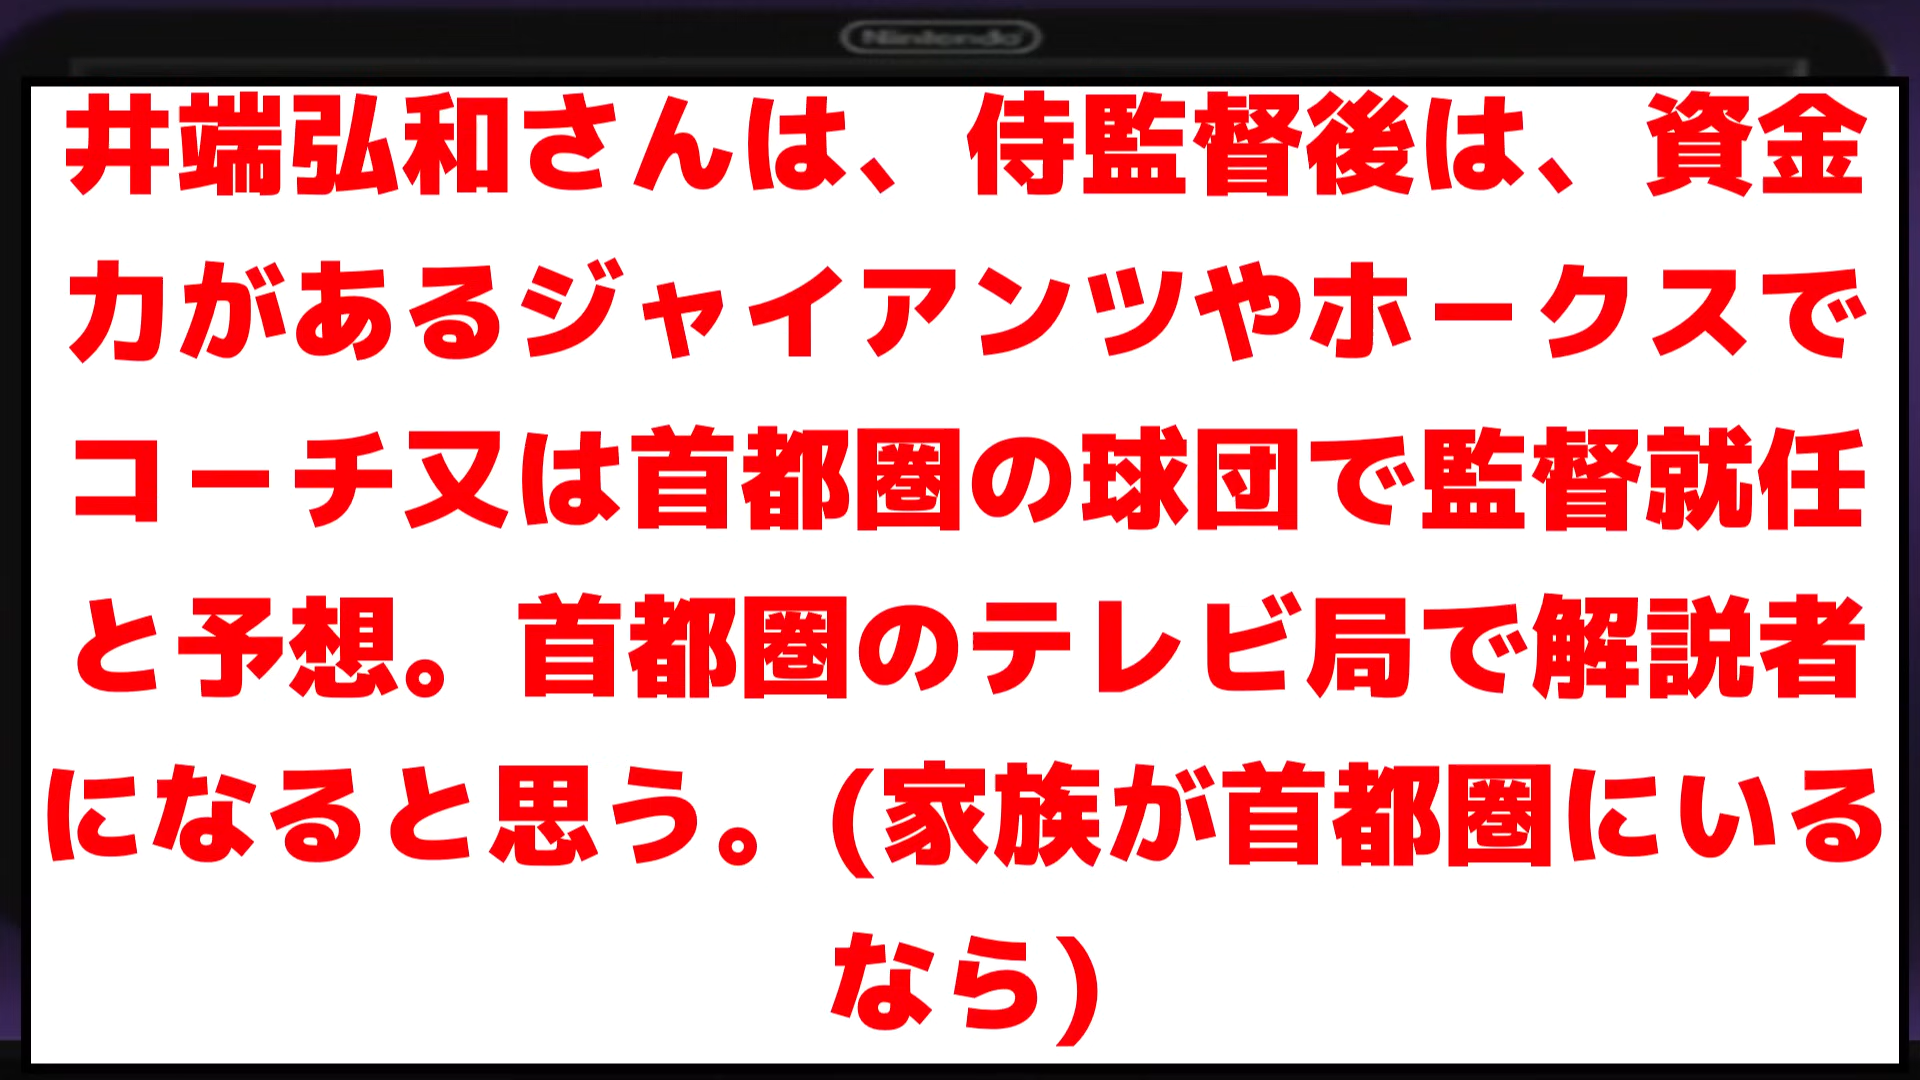 Nintendo
井端弘和さんは、侍監督後は、資金
力があるジャイアンツやホークスで
コーチ又は首都圏の球団で監督就任
と予想。首都圏のテレビ局で解説者
になると思う。(家族が首都圏にいる
なら)